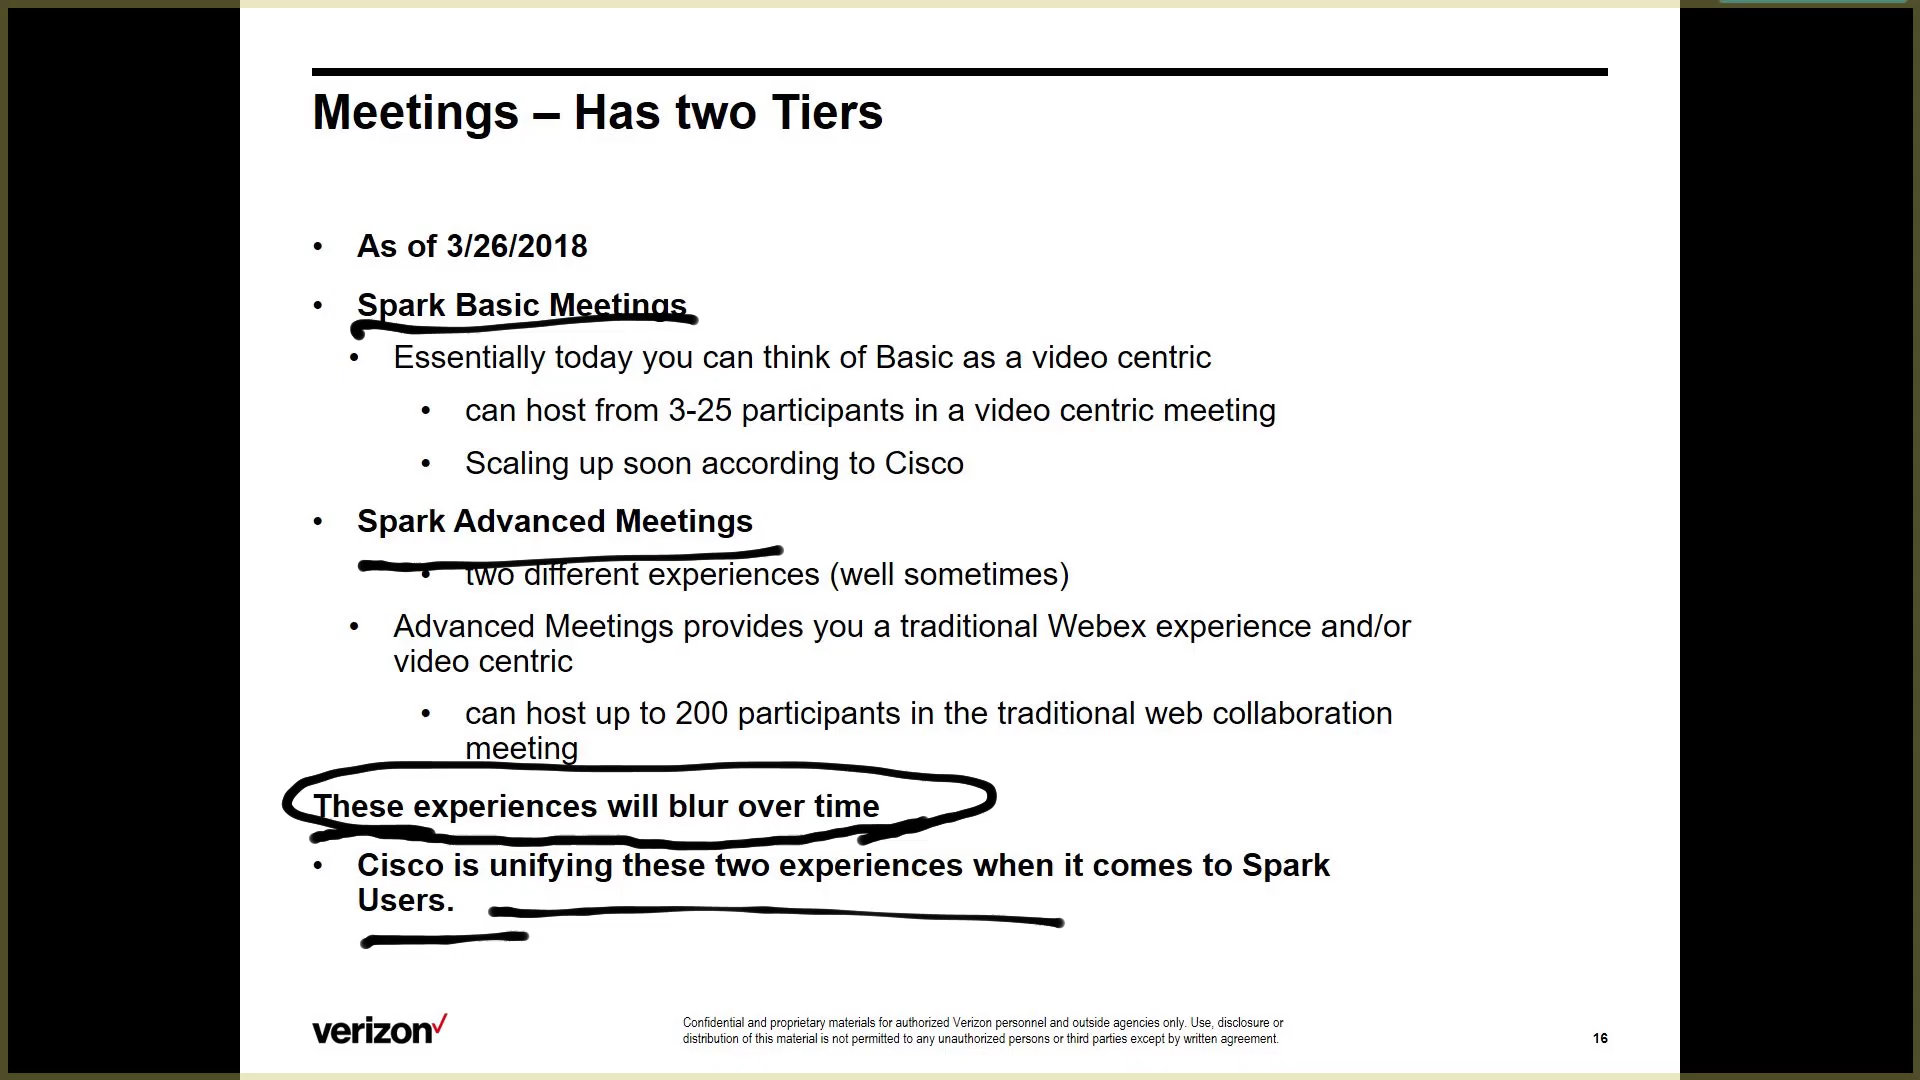 Meetings – Has two Tiers
• As of 3/26/2018
• Spark Basic Meetings
• Essentially today you can think of Basic as a video centric
• can host from 3-25 participants in a video centric meeting
• Scaling up soon according to Cisco
• Spark Advanced Meetings
• two different experiences (well sometimes)
• Advanced Meetings provides you a traditional Webex experience and/or
video centric
• can host up to 200 participants in the traditional web collaboration
meeting
These experiences will blur over time
• Cisco is unifying these two experiences when it comes to Spark
Users.
verizon✓
Confidential and proprietary materials for authorized Verizon personnel and outside agencies only. Use, disclosure or
distribution of this material is not permitted to any unauthorized persons or third parties except by written agreement.
16